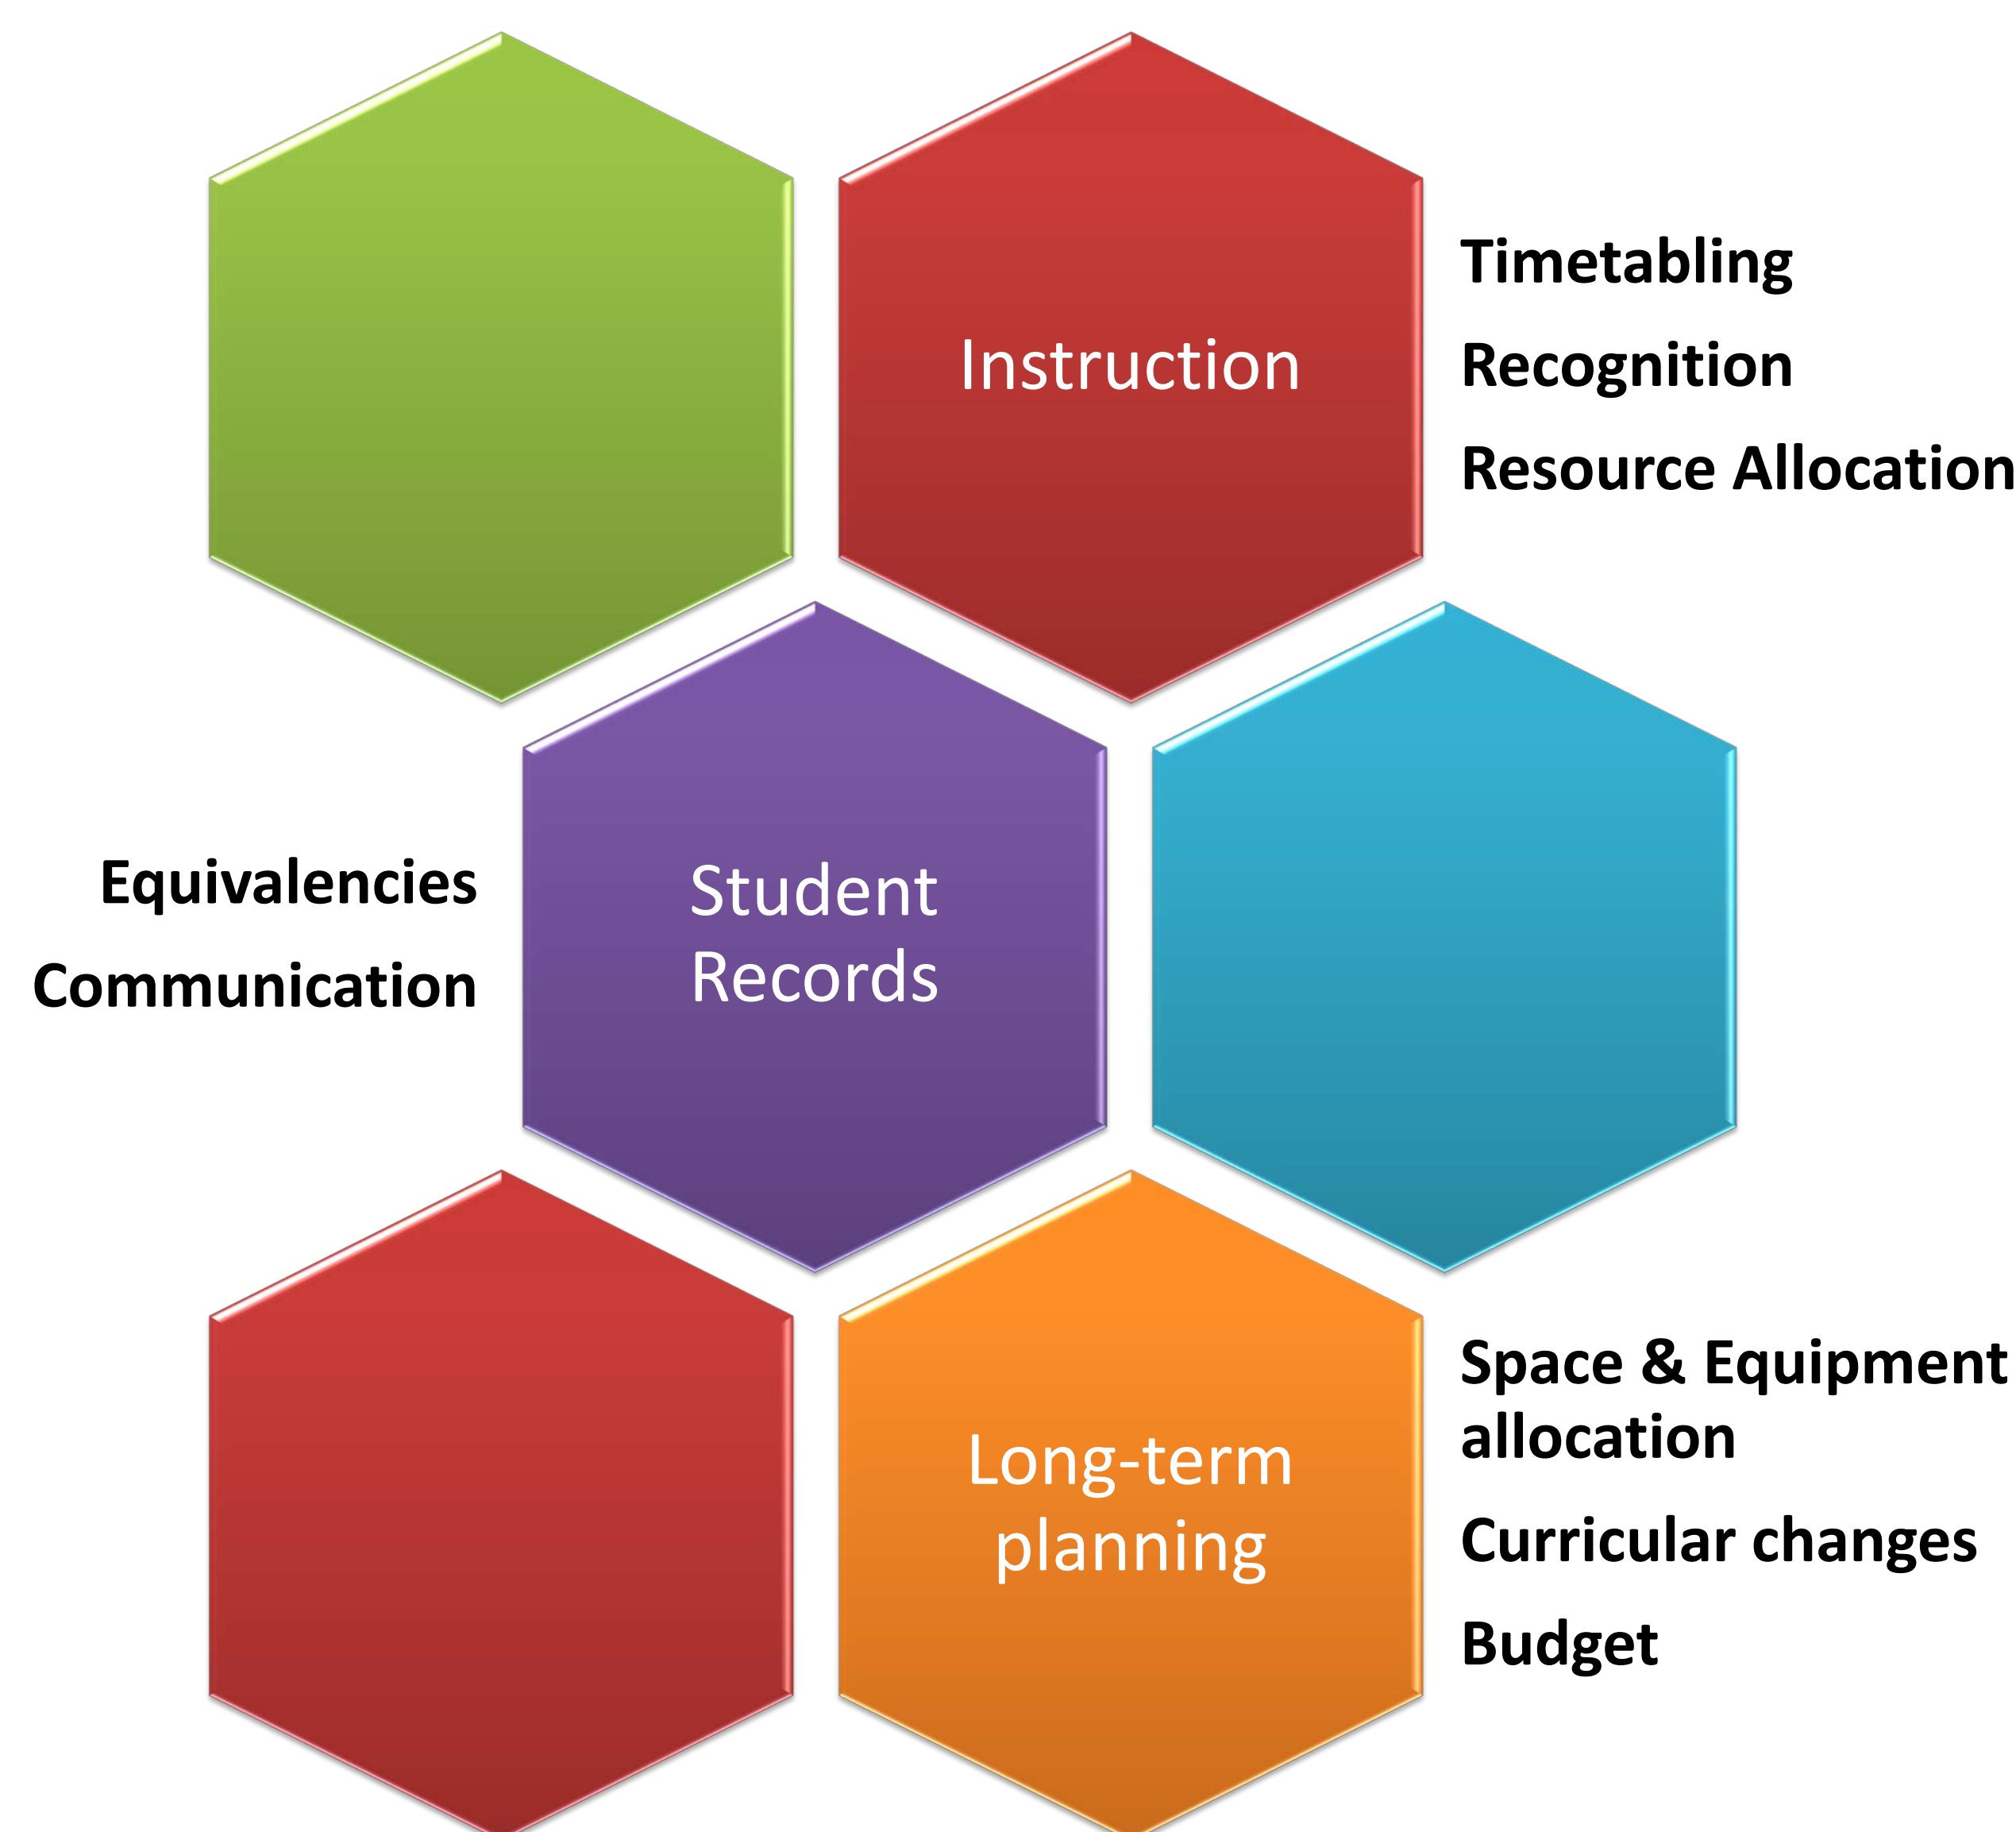 Instruction
Timetabling
Recognition
Resource Allocation
Equivalencies
Communication
Student
Records
Long-term
planning
Space & Equipment
allocation
Curricular changes
Budget